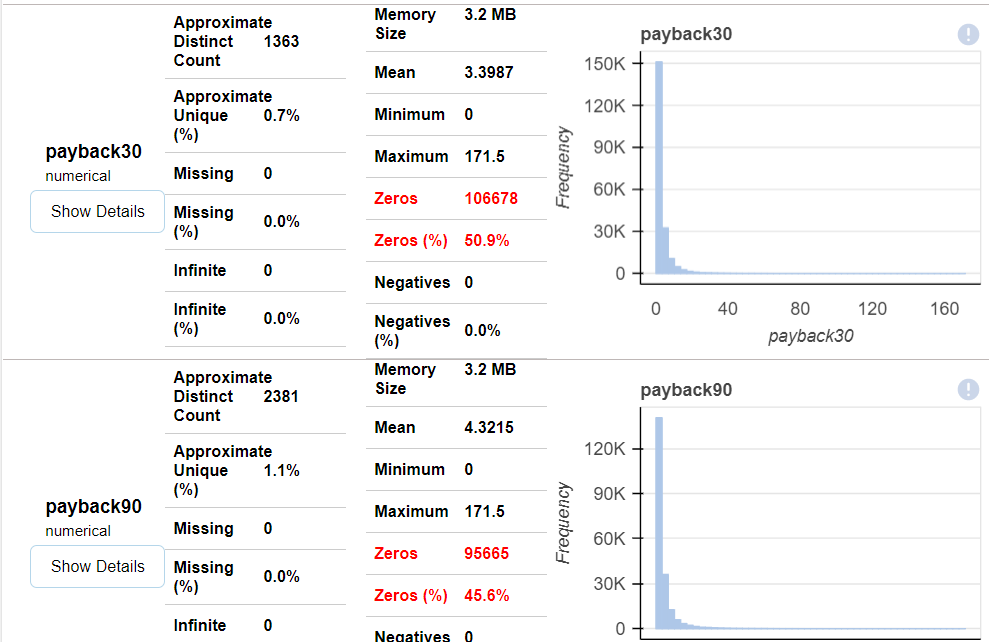 payback30
numerical
Show Details
Approximate
Distinct 1363
Count
Approximate
Unique 0.7%
(%)
Missing 0
Missing
(%) 0.0%
Infinite 0
Infinite
(%) 0.0%
Memory 3.2 MB
Size
Mean 3.3987
Minimum 0
Maximum 171.5
Zeros 106678
Zeros (%) 50.9%
Negatives 0
Negatives
(%) 0.0%
payback30
!
150K
120K
90K
60K
30K
0
Frequency
0 40 80 120 160
payback30
payback90
numerical
Show Details
Approximate
Distinct 2381
Count
Approximate
Unique 1.1%
(%)
Missing 0
Missing
(%) 0.0%
Infinite 0
Memory 3.2 MB
Size
Mean 4.3215
Minimum 0
Maximum 171.5
Zeros 95665
Zeros (%) 45.6%
Negatives 0
payback90
!
120K
90K
60K
30K
0
Frequency